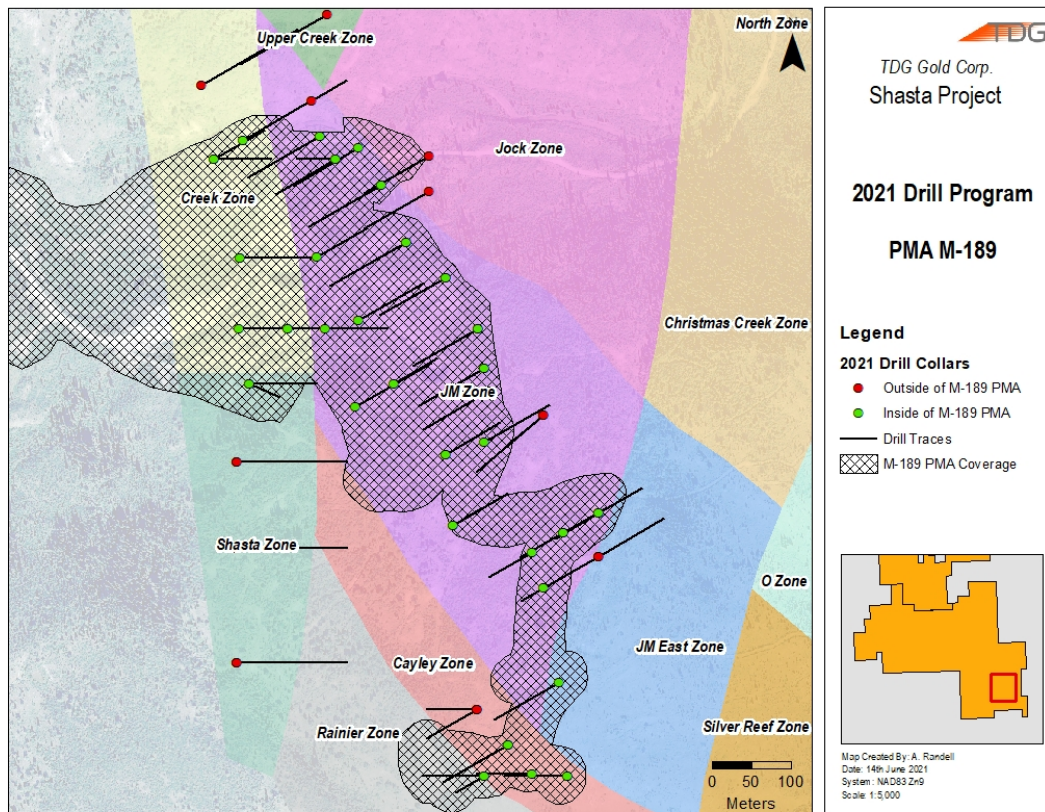 North Zone
Upper Creek Zone
Jock Zone
Creek Zone
Christmas Creek Zone
JM Zone
Shasta Zone
O Zone
JM East Zone
Cayley Zone
Silver Reef Zone
Rainier Zone
0 50 100
Meters
TDG
TDG Gold Corp.
Shasta Project
2021 Drill Program
PMA M-189
Legend
2021 Drill Collars
Outside of M-189 PMA
Inside of M-189 PMA
Drill Traces
M-189 PMA Coverage
Map Created By: A. Randell
Date: 14th June 2021
System: NAD83 Zn9
Scale: 1:5,000